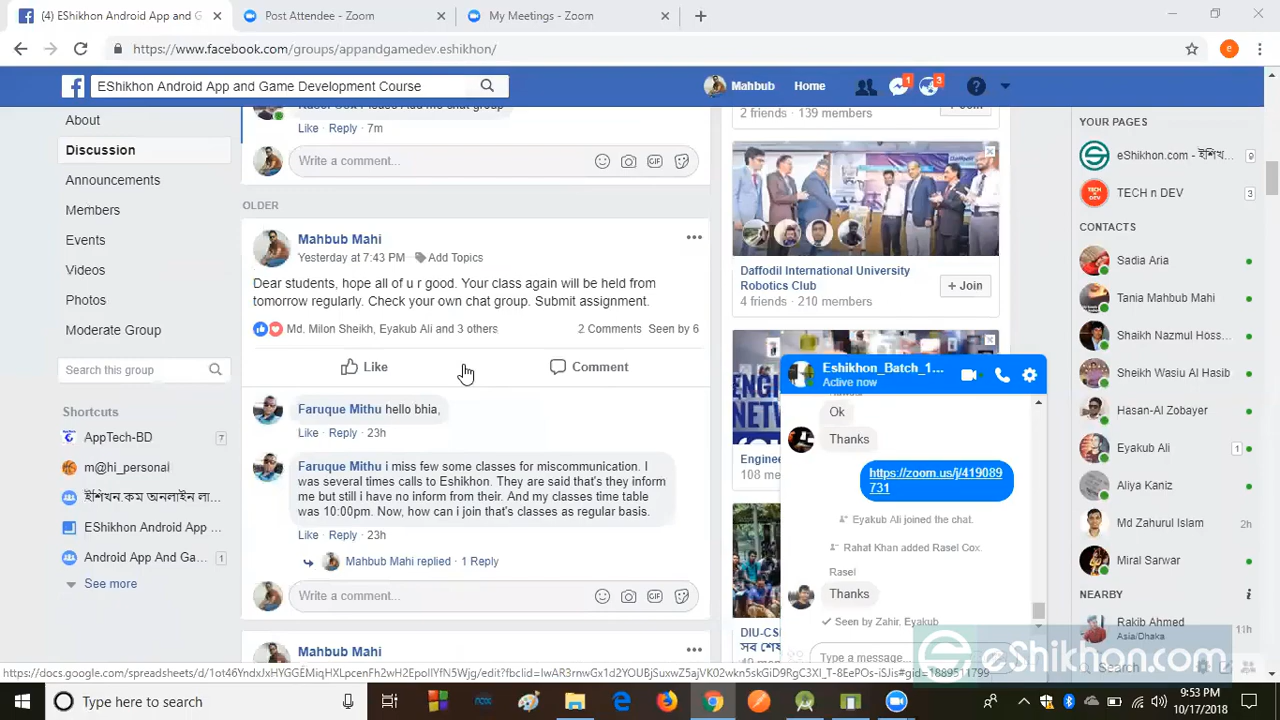 (4) EShikhon Android App and G
Post Attendee - Zoom
My Meetings - Zoom
https://www.facebook.com/groups/appandgamedev.eshikhon/
EShikhon Android App and Game Development Course
Mahbub
Home
1
3
About
Discussion
Announcements
Members
Events
Videos
Photos
Moderate Group
Search this group
Shortcuts
AppTech-BD
7
m@hi_personal
ইশিখন.কম অনলাইন লা...
EShikhon Android App ...
Android App And Ga...
1
See more
Like · Reply · 7m
Write a comment...
GIF
OLDER
Mahbub Mahi
Yesterday at 7:43 PM · Add Topics
Dear students, hope all of u r good. Your class again will be held from
tomorrow regularly. Check your own chat group. Submit assignment.
Md. Milon Sheikh, Eyakub Ali and 3 others
2 Comments Seen by 6
Like
Comment
Faruque Mithu hello bhia,
Like · Reply · 23h
Faruque Mithu i miss few some classes for miscommunication. I
was several times calls to Eshikhon. They are said that's they inform
me but still i have no inform from their. And my classes time table
was 10:00pm. Now, how can i join that's classes as regular basis.
Like · Reply · 23h
Mahbub Mahi replied · 1 Reply
Write a comment...
GIF
Mahbub Mahi
2 friends · 139 members
Daffodil International University
Robotics Club
4 friends · 210 members
+ Join
Eshikhon_Batch_1...
Active now
Ok
Thanks
https://zoom.us/j/419089
731
Eyakub Ali joined the chat.
Rahat Khan added Rasel Cox.
Rasel
Thanks
Seen by Zahir, Eyakub
Type a message...
YOUR PAGES
eShikhon.com - ইশিখ...
9
TECH n DEV
3
CONTACTS
Sadia Aria
Tania Mahbub Mahi
Shaikh Nazmul Hoss...
Sheikh Wasiu Al Hasib
Hasan-Al Zobayer
Eyakub Ali
1
Aliya Kaniz
Md Zahurul Islam
2h
Miral Sarwar
NEARBY
Rakib Ahmed
Asia/Dhaka
11h
Search
eShikhon.com
Type here to search
9:53 PM
10/17/2018